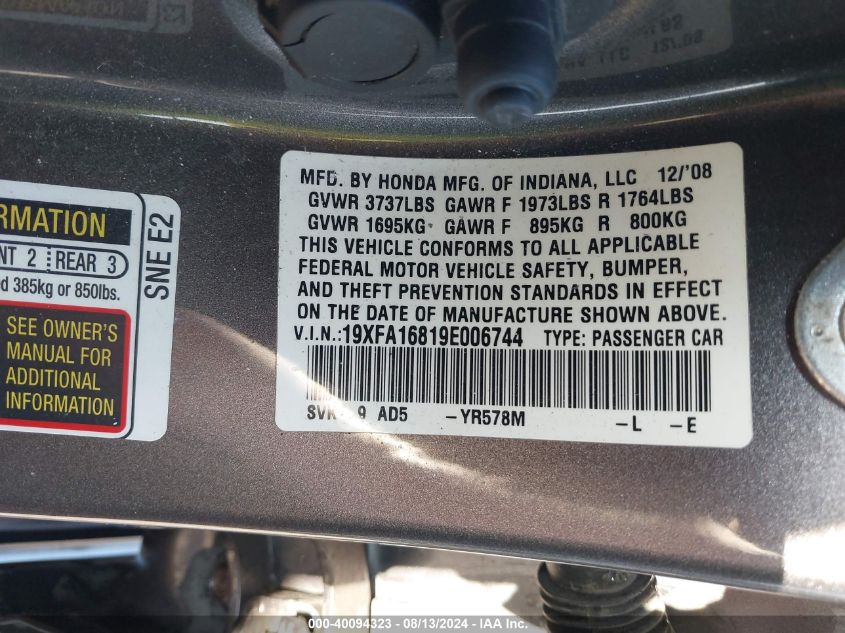 MFD. BY HONDA MFG. OF INDIANA, LLC 12/'08
GVWR 3737LBS GAWR F 1973LBS R 1764LBS
GVWR 1695KG GAWR F 895KG R 800KG
THIS VEHICLE CONFORMS TO ALL APPLICABLE
FEDERAL MOTOR VEHICLE SAFETY, BUMPER,
AND THEFT PREVENTION STANDARDS IN EFFECT
ON THE DATE OF MANUFACTURE SHOWN ABOVE.
V.I.N.:19XFA16819E006744 TYPE: PASSENGER CAR
9 AD5 -YR578M -L -E
REAR 3
385kg or 850lbs.
SNE E2
SEE OWNER'S
MANUAL FOR
ADDITIONAL
INFORMATION
000-40094323 - 08/13/2024 - IAA Inc.